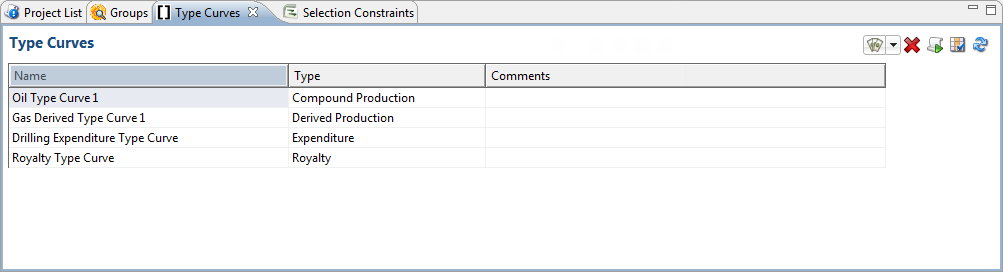 Project List Groups Type Curves Selection Constraints
Type Curves
Name Type Comments
Oil Type Curve 1 Compound Production
Gas Derived Type Curve 1 Derived Production
Drilling Expenditure Type Curve Expenditure
Royalty Type Curve Royalty